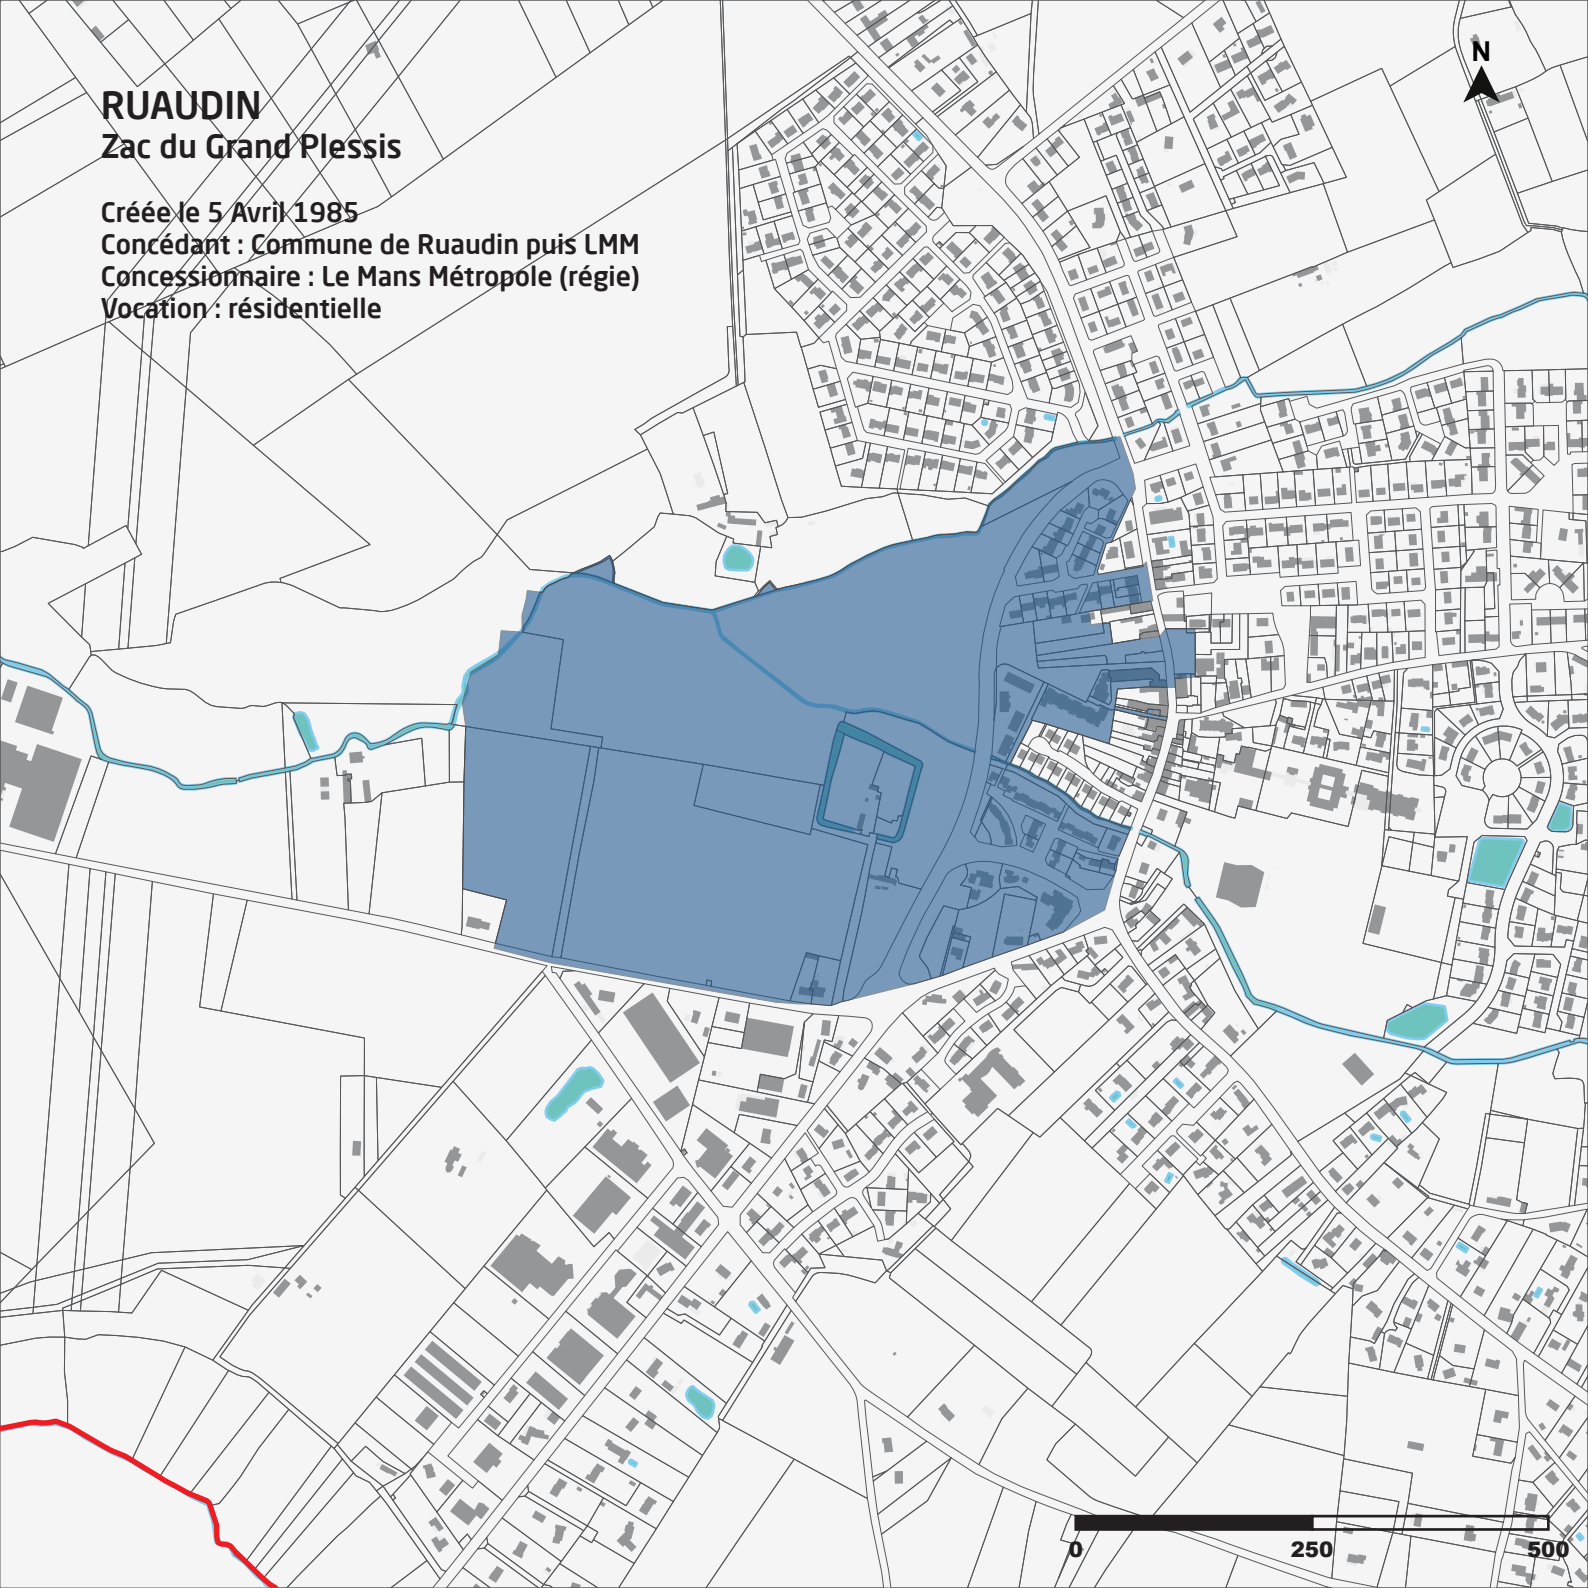 RUAUDIN
Zac du Grand Plessis
Créée le 5 Avril 1985
Concédant : Commune de Ruaudin puis LMM
Concessionnaire : Le Mans Métropole (régie)
Vocation : résidentielle
N
0 250 500